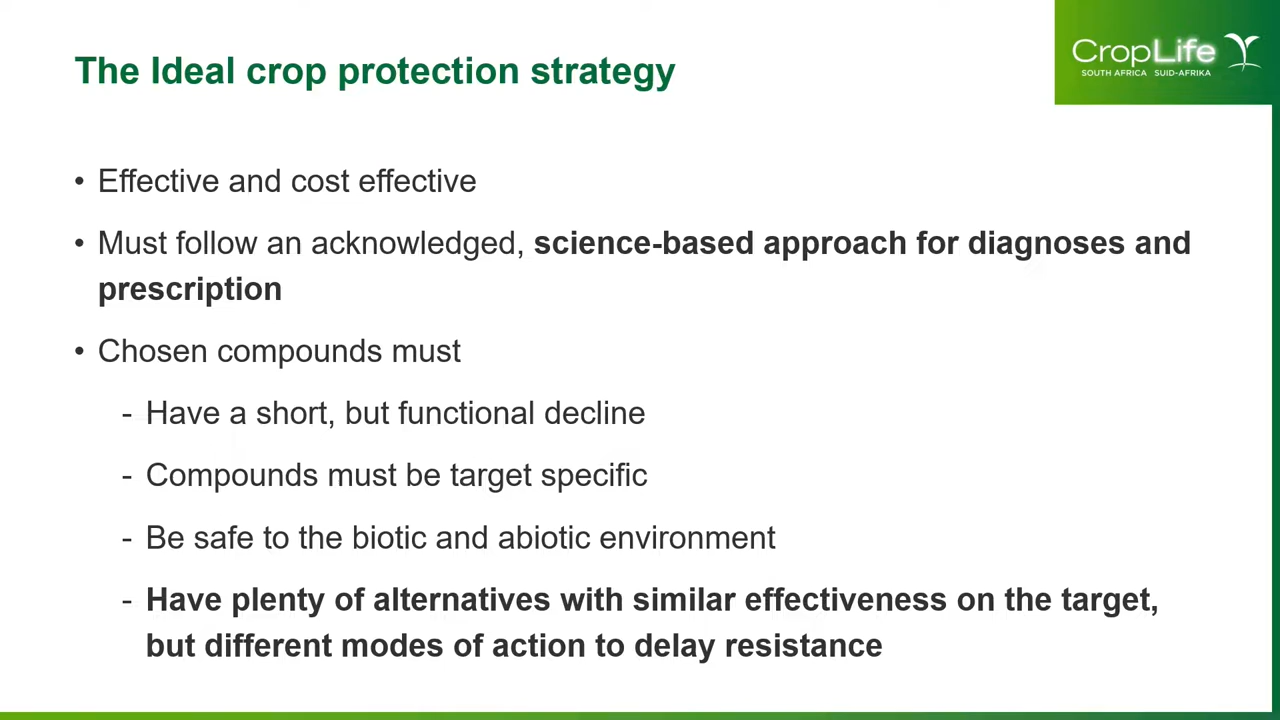 The Ideal crop protection strategy
CropLife
SOUTH AFRICA SUID-AFRIKA
• Effective and cost effective
• Must follow an acknowledged, science-based approach for diagnoses and
prescription
• Chosen compounds must
- Have a short, but functional decline
- Compounds must be target specific
- Be safe to the biotic and abiotic environment
- Have plenty of alternatives with similar effectiveness on the target,
but different modes of action to delay resistance